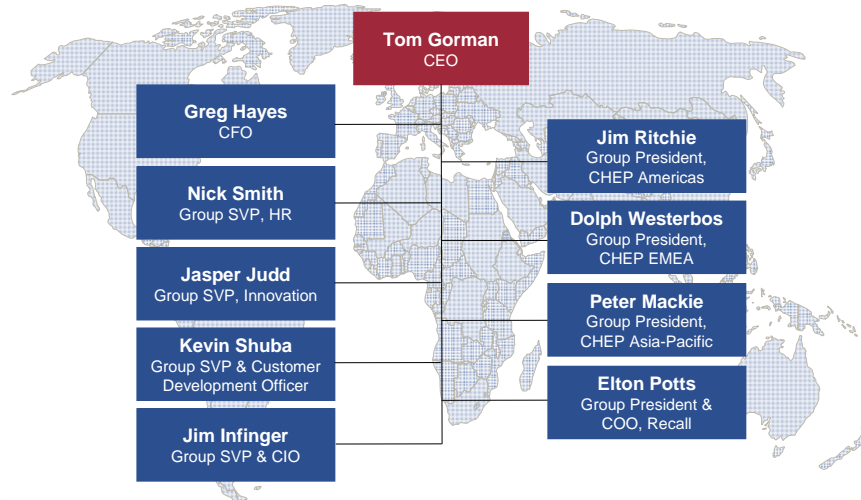 Tom Gorman
CEO
Greg Hayes
CFO
Nick Smith
Group SVP, HR
Jasper Judd
Group SVP, Innovation
Kevin Shuba
Group SVP & Customer
Development Officer
Jim Infinger
Group SVP & CIO
Jim Ritchie
Group President,
CHEP Americas
Dolph Westerbos
Group President,
CHEP EMEA
Peter Mackie
Group President,
CHEP Asia-Pacific
Elton Potts
Group President &
COO, Recall